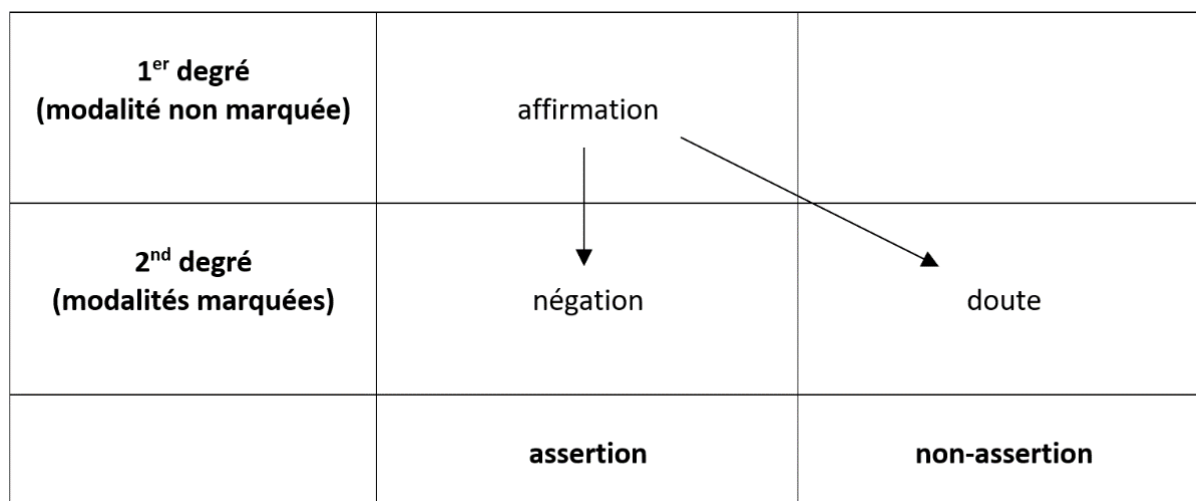 1er degré
(modalité non marquée)
affirmation
2nd degré
(modalités marquées)
négation
doute
assertion
non-assertion